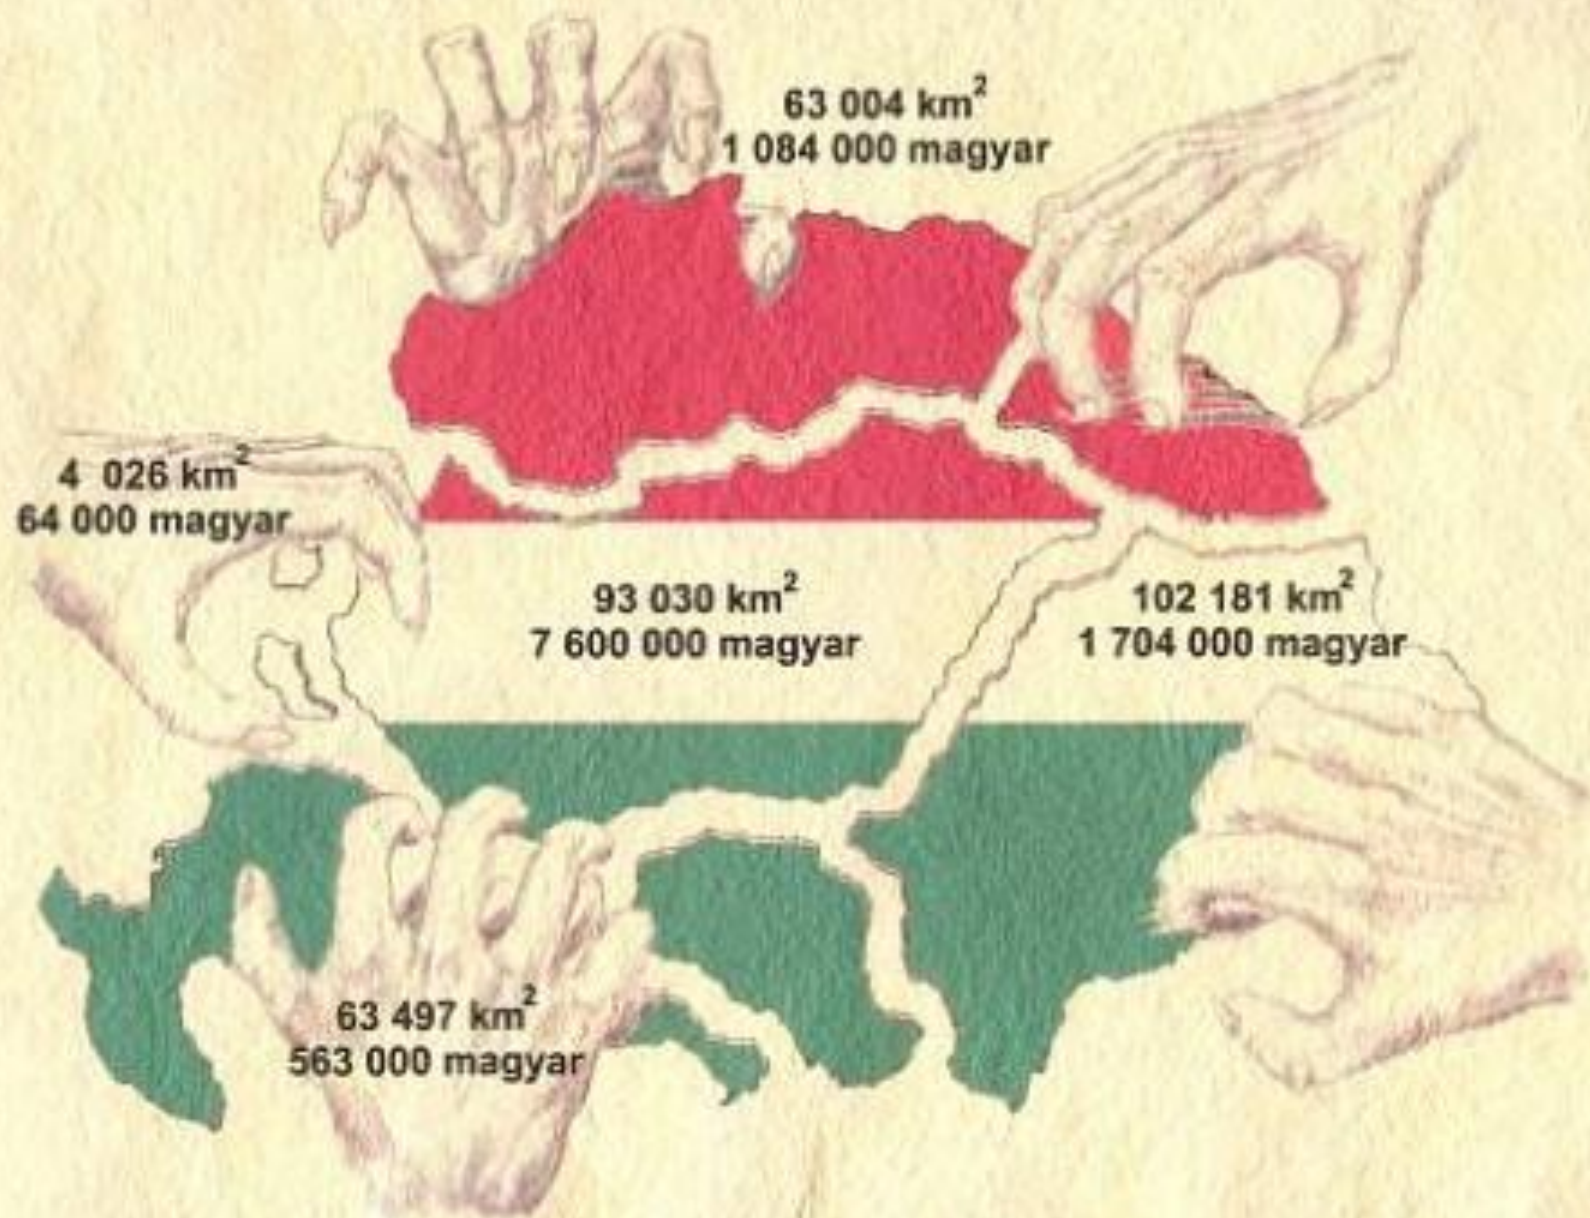 63 004 km²
1 084 000 magyar
4 026 km²
64 000 magyar
93 030 km²
7 600 000 magyar
102 181 km²
1 704 000 magyar
63 497 km²
563 000 magyar